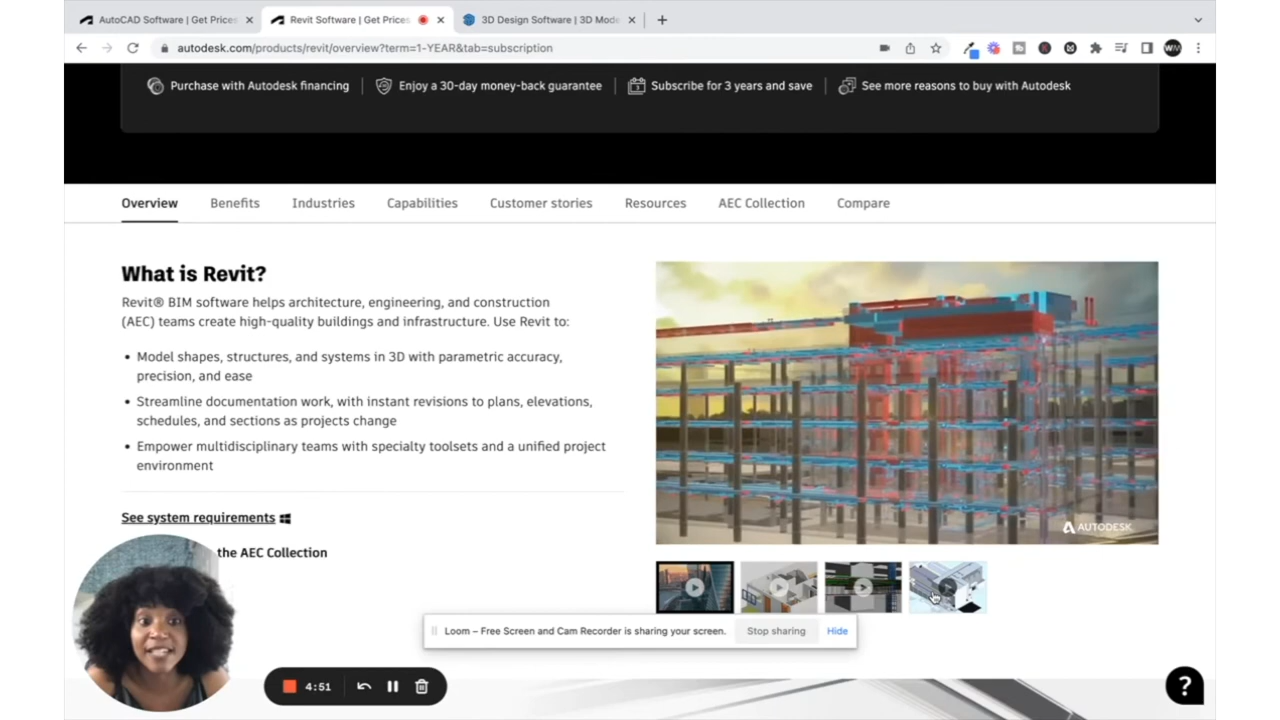 AutoCAD Software | Get Prices
Revit Software | Get Prices
3D Design Software | 3D Mode
autodesk.com/products/revit/overview?term=1-YEAR&tab=subscription
Purchase with Autodesk financing
Enjoy a 30-day money-back guarantee
Subscribe for 3 years and save
See more reasons to buy with Autodesk
Overview Benefits Industries Capabilities Customer stories Resources AEC Collection Compare
What is Revit?
Revit® BIM software helps architecture, engineering, and construction
(AEC) teams create high-quality buildings and infrastructure. Use Revit to:
• Model shapes, structures, and systems in 3D with parametric accuracy,
precision, and ease
• Streamline documentation work, with instant revisions to plans, elevations,
schedules, and sections as projects change
• Empower multidisciplinary teams with specialty toolsets and a unified project
environment
See system requirements
the AEC Collection
AUTODESK
Loom – Free Screen and Cam Recorder is sharing your screen. Stop sharing Hide
4:51
?